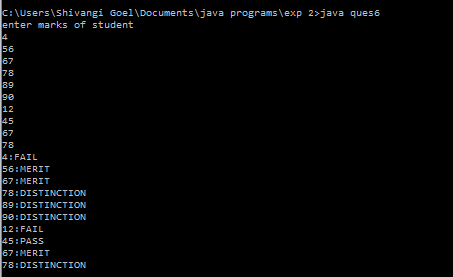 C:\Users\Shivangi Goel\Documents\java programs\exp 2>java ques6
enter marks of student
4
56
67
78
89
90
12
45
67
78
4:FAIL
56:MERIT
67:MERIT
78:DISTINCTION
89:DISTINCTION
90:DISTINCTION
12:FAIL
45:PASS
67:MERIT
78:DISTINCTION